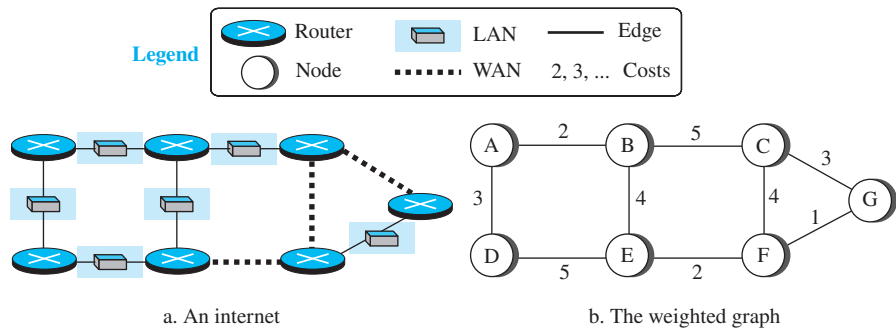 Legend
Router
LAN
Edge
Node
WAN
2, 3, ... Costs
A
2
B
5
C
3
3
4
4
G
1
D
5
E
2
F
a. An internet
b. The weighted graph